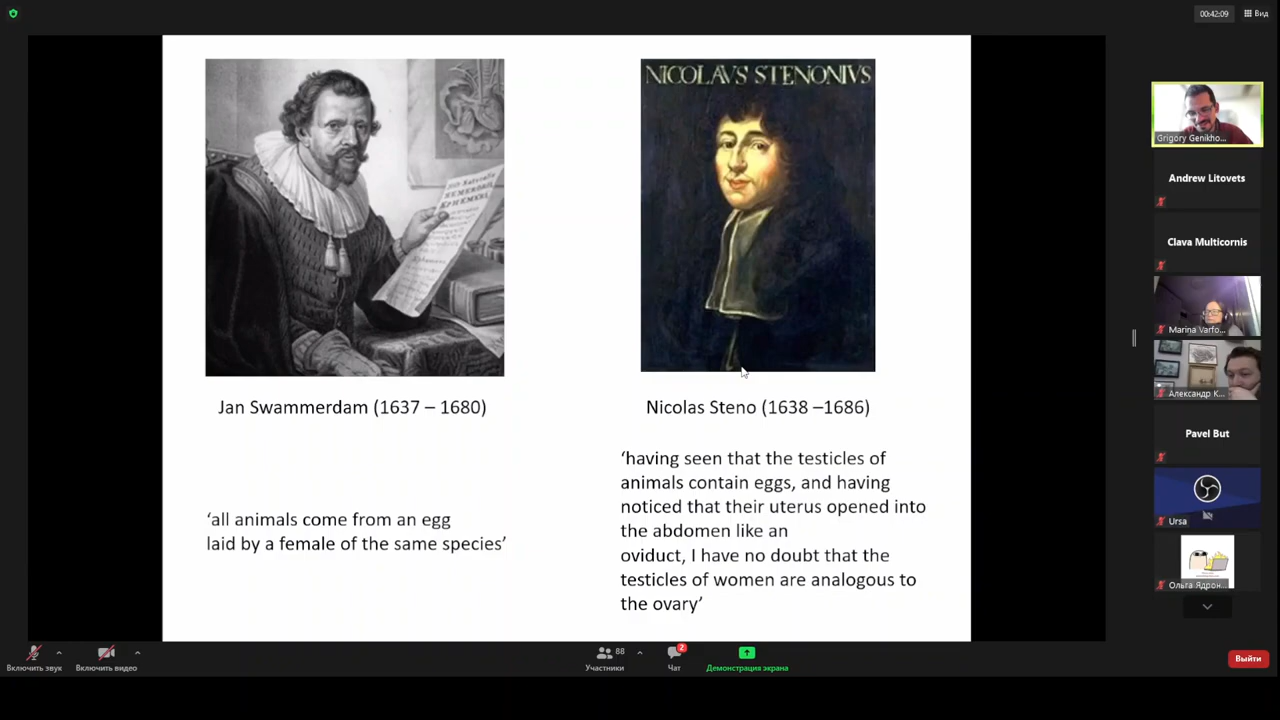 00:42:09
Вид
NICOLAVS STENONIVS
Jan Swammerdam (1637 – 1680)
Nicolas Steno (1638 –1686)
‘all animals come from an egg
laid by a female of the same species’
‘having seen that the testicles of
animals contain eggs, and having
noticed that their uterus opened into
the abdomen like an
oviduct, I have no doubt that the
testicles of women are analogous to
the ovary’
Grigory Genikho...
Andrew Litovets
Clava Multicornis
Marina Varfo...
Александр К...
Pavel But
Ursa
Ольга Ядрон...
Включить звук
Включить видео
88
Участники
2
Чат
Демонстрация экрана
Выйти